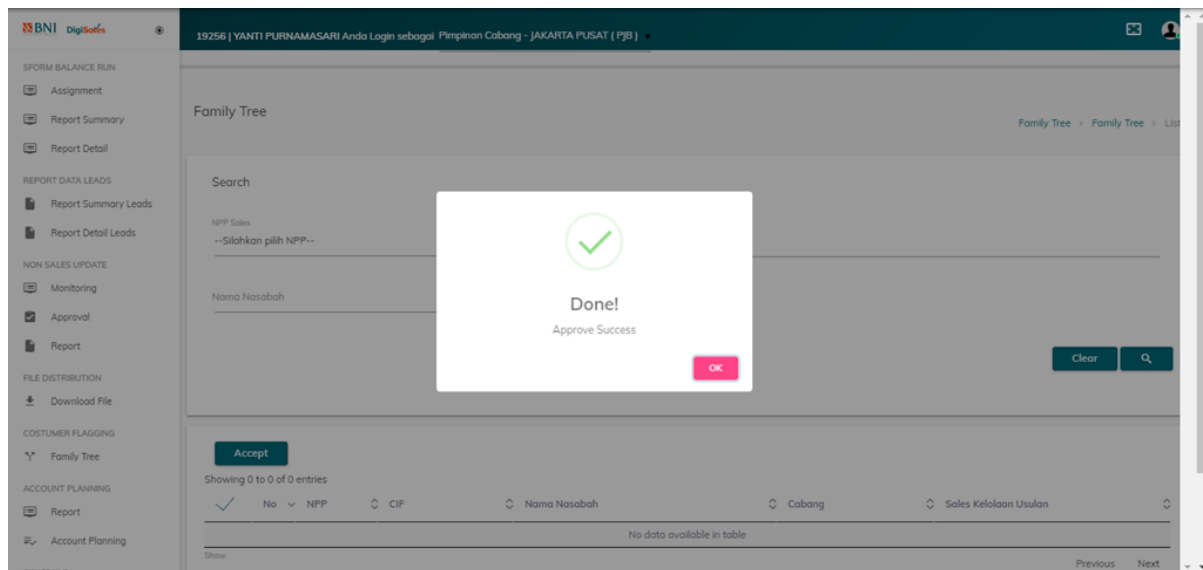 BNI DigiSales
19256 | YANTI PURNAMASARI Anda Login sebagai Pimpinan Cabang - JAKARTA PUSAT ( PJB )
SFORM BALANCE RUN
Assignment
Report Summary
Report Detail
REPORT DATA LEADS
Report Summary Leads
Report Detail Leads
NON SALES UPDATE
Monitoring
Approval
Report
FILE DISTRIBUTION
Download File
COSTUMER FLAGGING
Family Tree
ACCOUNT PLANNING
Report
Account Planning
Family Tree
Family Tree > Family Tree > List
Search
NPP Sales
--Silahkan pilih NPP--
Nama Nasabah
Clear
Done!
Approve Success
OK
Accept
Showing 0 to 0 of 0 entries
No NPP CIF Nama Nasabah Cabang Sales Kelolaan Usulan
No data available in table
Show
Previous Next